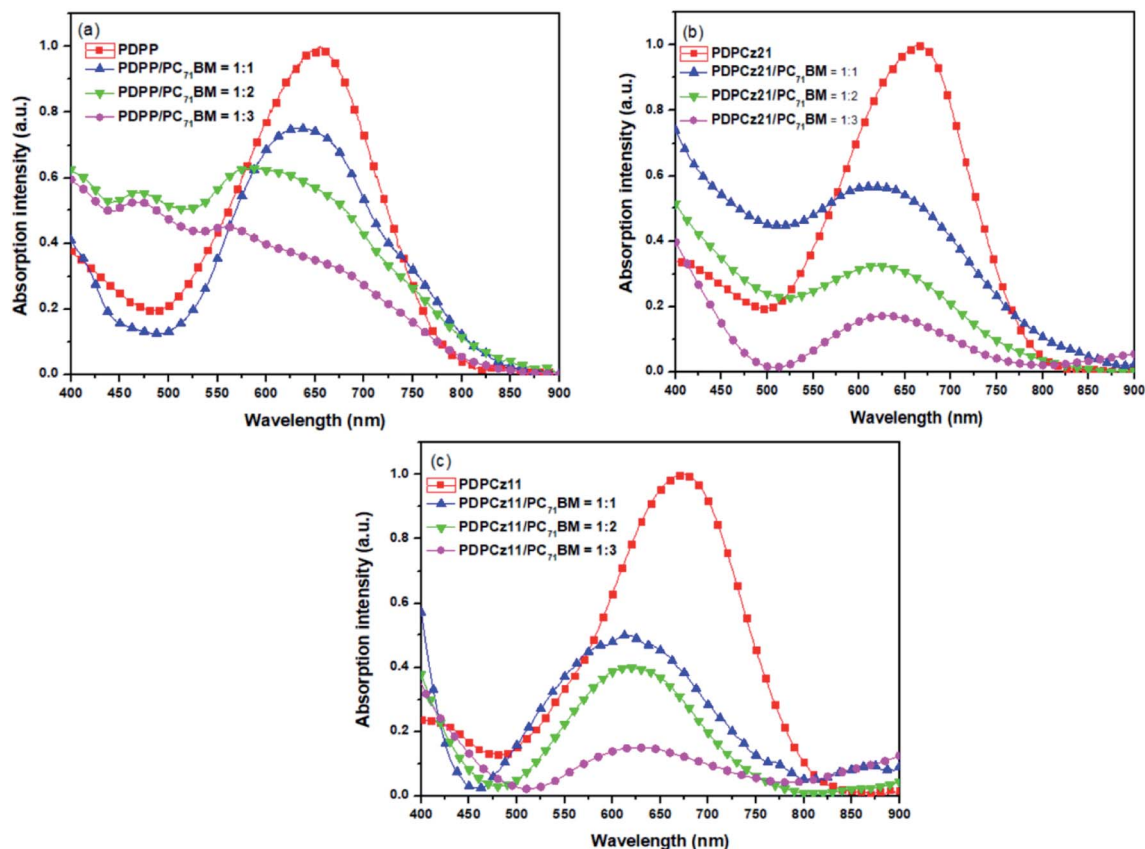 (a)
PDPP
PDPP/PC71BM = 1:1
PDPP/PC71BM = 1:2
PDPP/PC71BM = 1:3
Absorption intensity (a.u.)
1.0
0.8
0.6
0.4
0.2
0.0
400 450 500 550 600 650 700 750 800 850 900
Wavelength (nm)
(b)
PDPCz21
PDPCz21/PC71BM = 1:1
PDPCz21/PC71BM = 1:2
PDPCz21/PC71BM = 1:3
Absorption intensity (a.u.)
1.0
0.8
0.6
0.4
0.2
0.0
400 450 500 550 600 650 700 750 800 850 900
Wavelength (nm)
(c)
PDPCz11
PDPCz11/PC71BM = 1:1
PDPCz11/PC71BM = 1:2
PDPCz11/PC71BM = 1:3
Absorption intensity (a.u.)
1.0
0.8
0.6
0.4
0.2
0.0
400 450 500 550 600 650 700 750 800 850 900
Wavelength (nm)